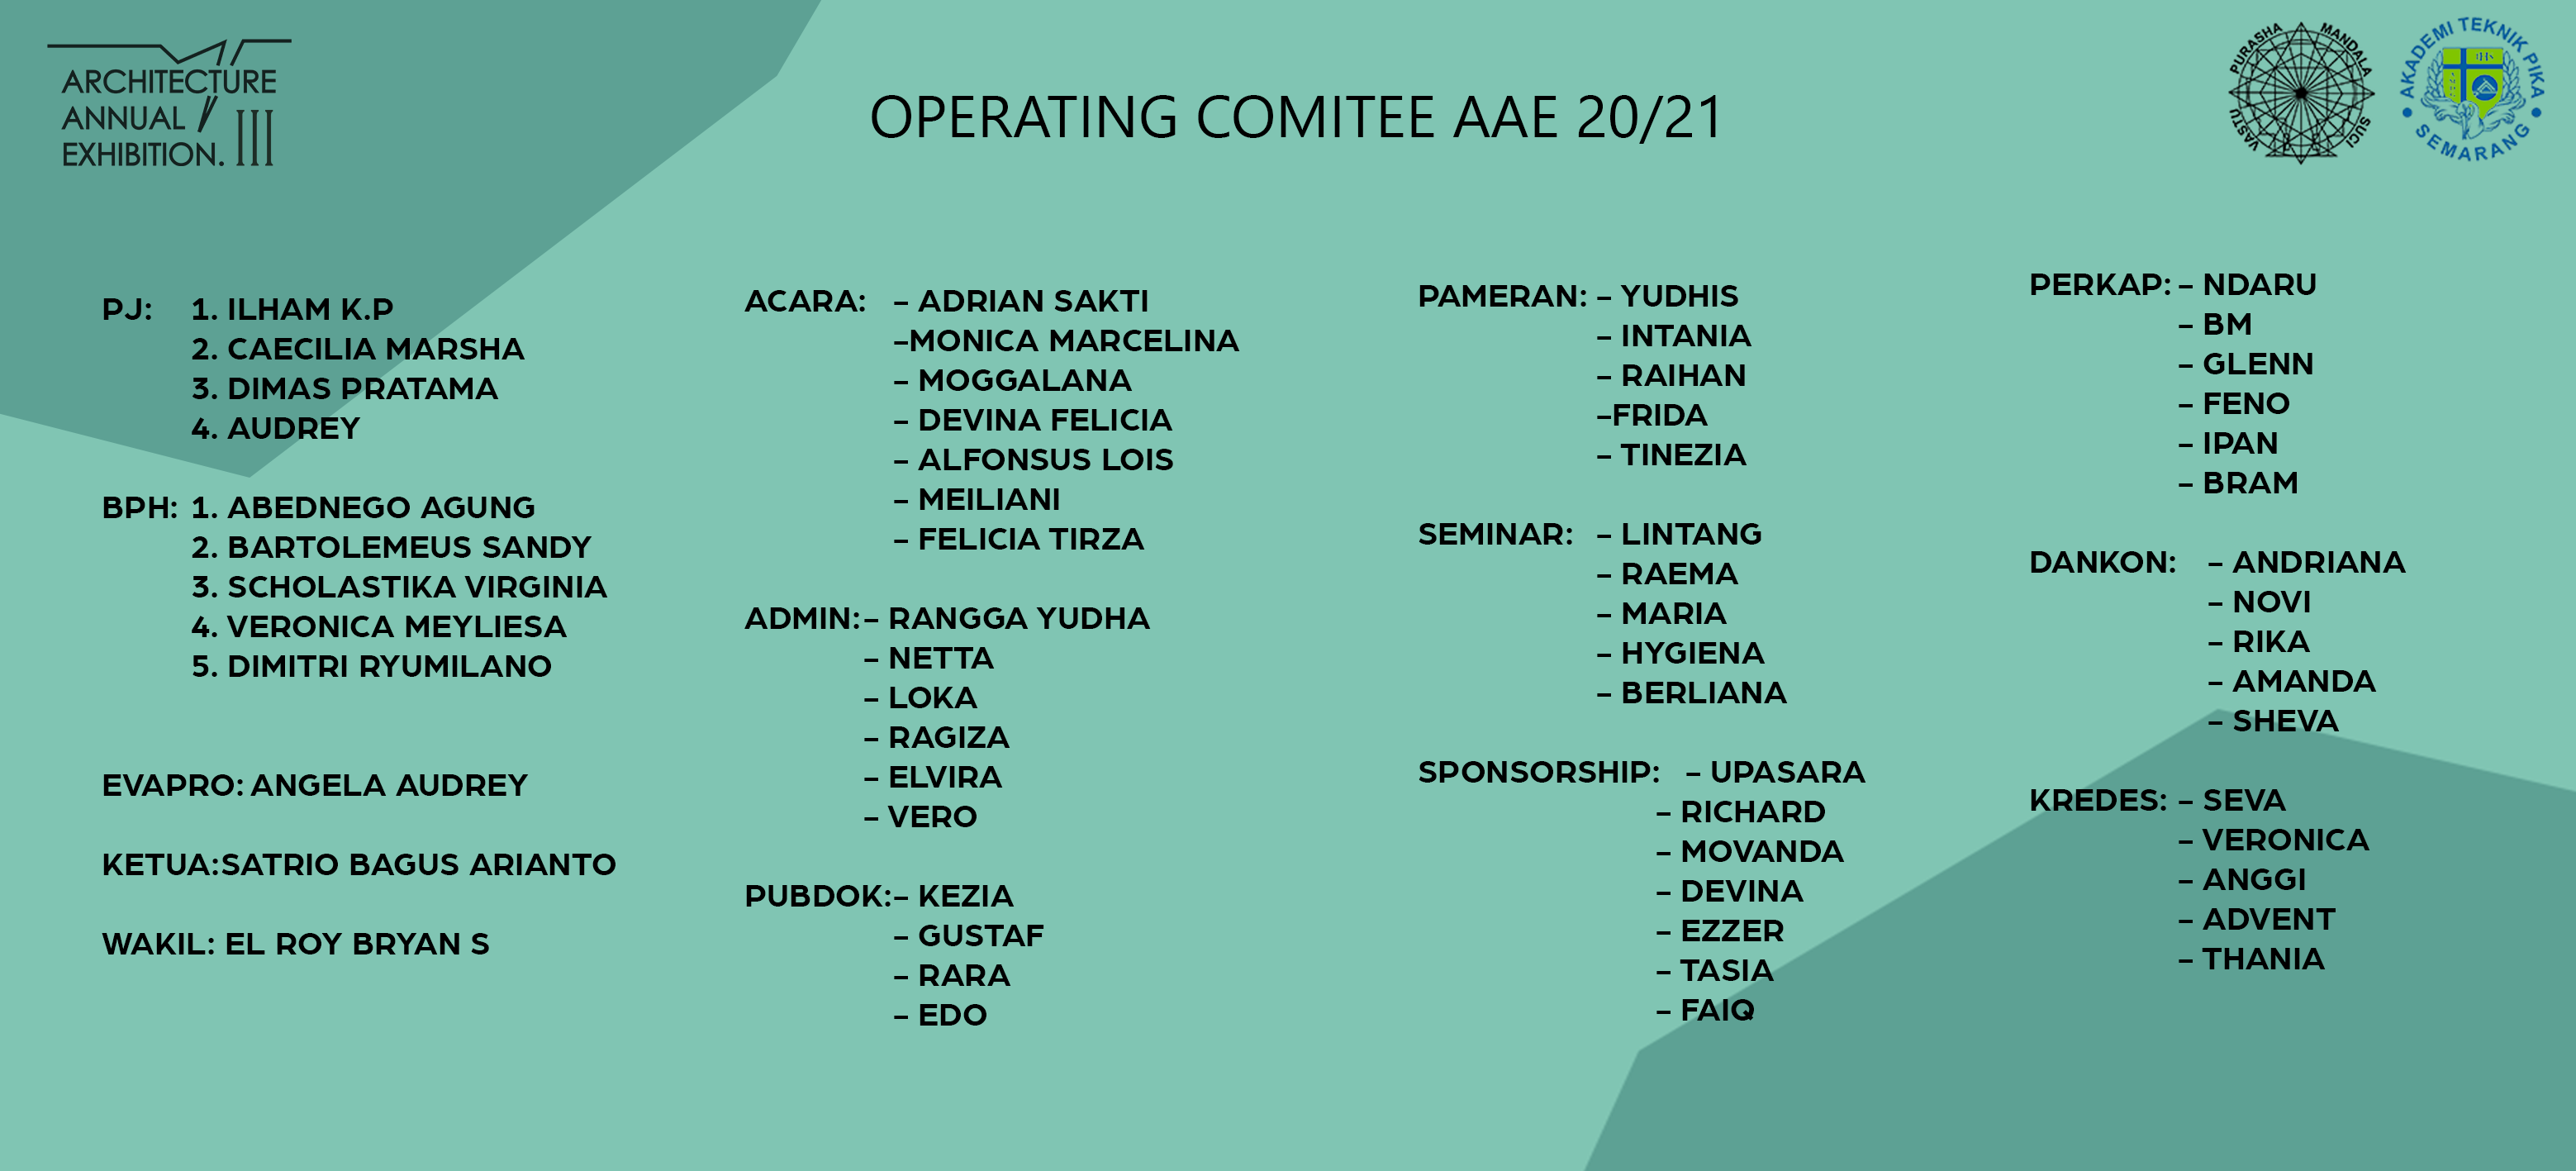 ARCHITECTURE
ANNUAL
EXHIBITION. III
OPERATING COMITEE AAE 20/21
PURASHA MANDALA
VASTU SUCI
AKADEMI TEKNIK PIKA
SEMARANG
IHS
PJ: 1. ILHAM K.P
2. CAECILIA MARSHA
3. DIMAS PRATAMA
4. AUDREY
BPH: 1. ABEDNEGO AGUNG
2. BARTOLEMEUS SANDY
3. SCHOLASTIKA VIRGINIA
4. VERONICA MEYLIESA
5. DIMITRI RYUMILANO
EVAPRO: ANGELA AUDREY
KETUA:SATRIO BAGUS ARIANTO
WAKIL: EL ROY BRYAN S
ACARA: - ADRIAN SAKTI
-MONICA MARCELINA
- MOGGALANA
- DEVINA FELICIA
- ALFONSUS LOIS
- MEILIANI
- FELICIA TIRZA
ADMIN:- RANGGA YUDHA
- NETTA
- LOKA
- RAGIZA
- ELVIRA
- VERO
PUBDOK:- KEZIA
- GUSTAF
- RARA
- EDO
PAMERAN: - YUDHIS
- INTANIA
- RAIHAN
-FRIDA
- TINEZIA
SEMINAR: - LINTANG
- RAEMA
- MARIA
- HYGIENA
- BERLIANA
SPONSORSHIP: - UPASARA
- RICHARD
- MOVANDA
- DEVINA
- EZZER
- TASIA
- FAIQ
PERKAP: - NDARU
- BM
- GLENN
- FENO
- IPAN
- BRAM
DANKON: - ANDRIANA
- NOVI
- RIKA
- AMANDA
- SHEVA
KREDES: - SEVA
- VERONICA
- ANGGI
- ADVENT
- THANIA